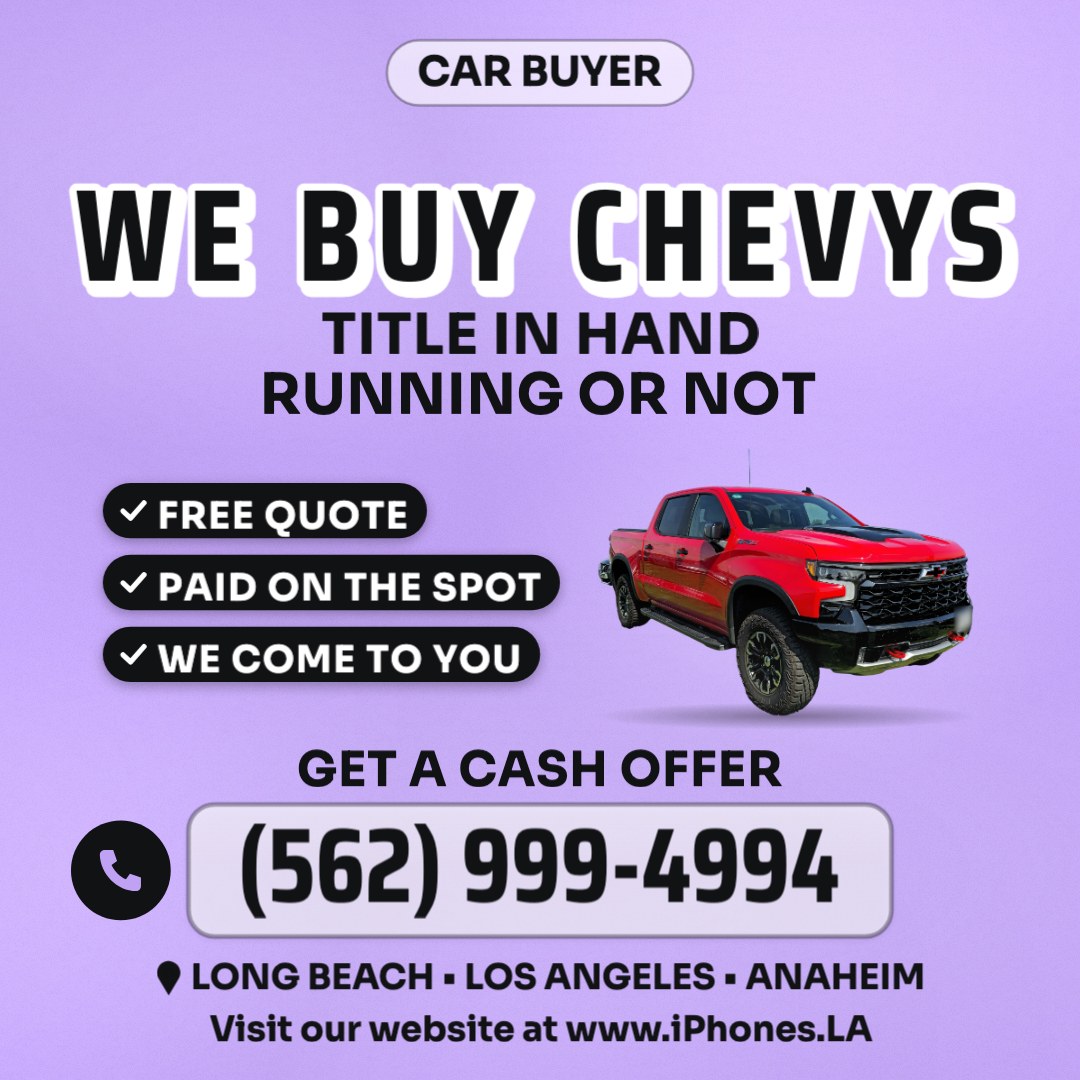 CAR BUYER
WE BUY CHEVYS
TITLE IN HAND
RUNNING OR NOT
FREE QUOTE
PAID ON THE SPOT
WE COME TO YOU
GET A CASH OFFER
(562) 999-4994
LONG BEACH ▪ LOS ANGELES ▪ ANAHEIM
Visit our website at www.iPhones.LA